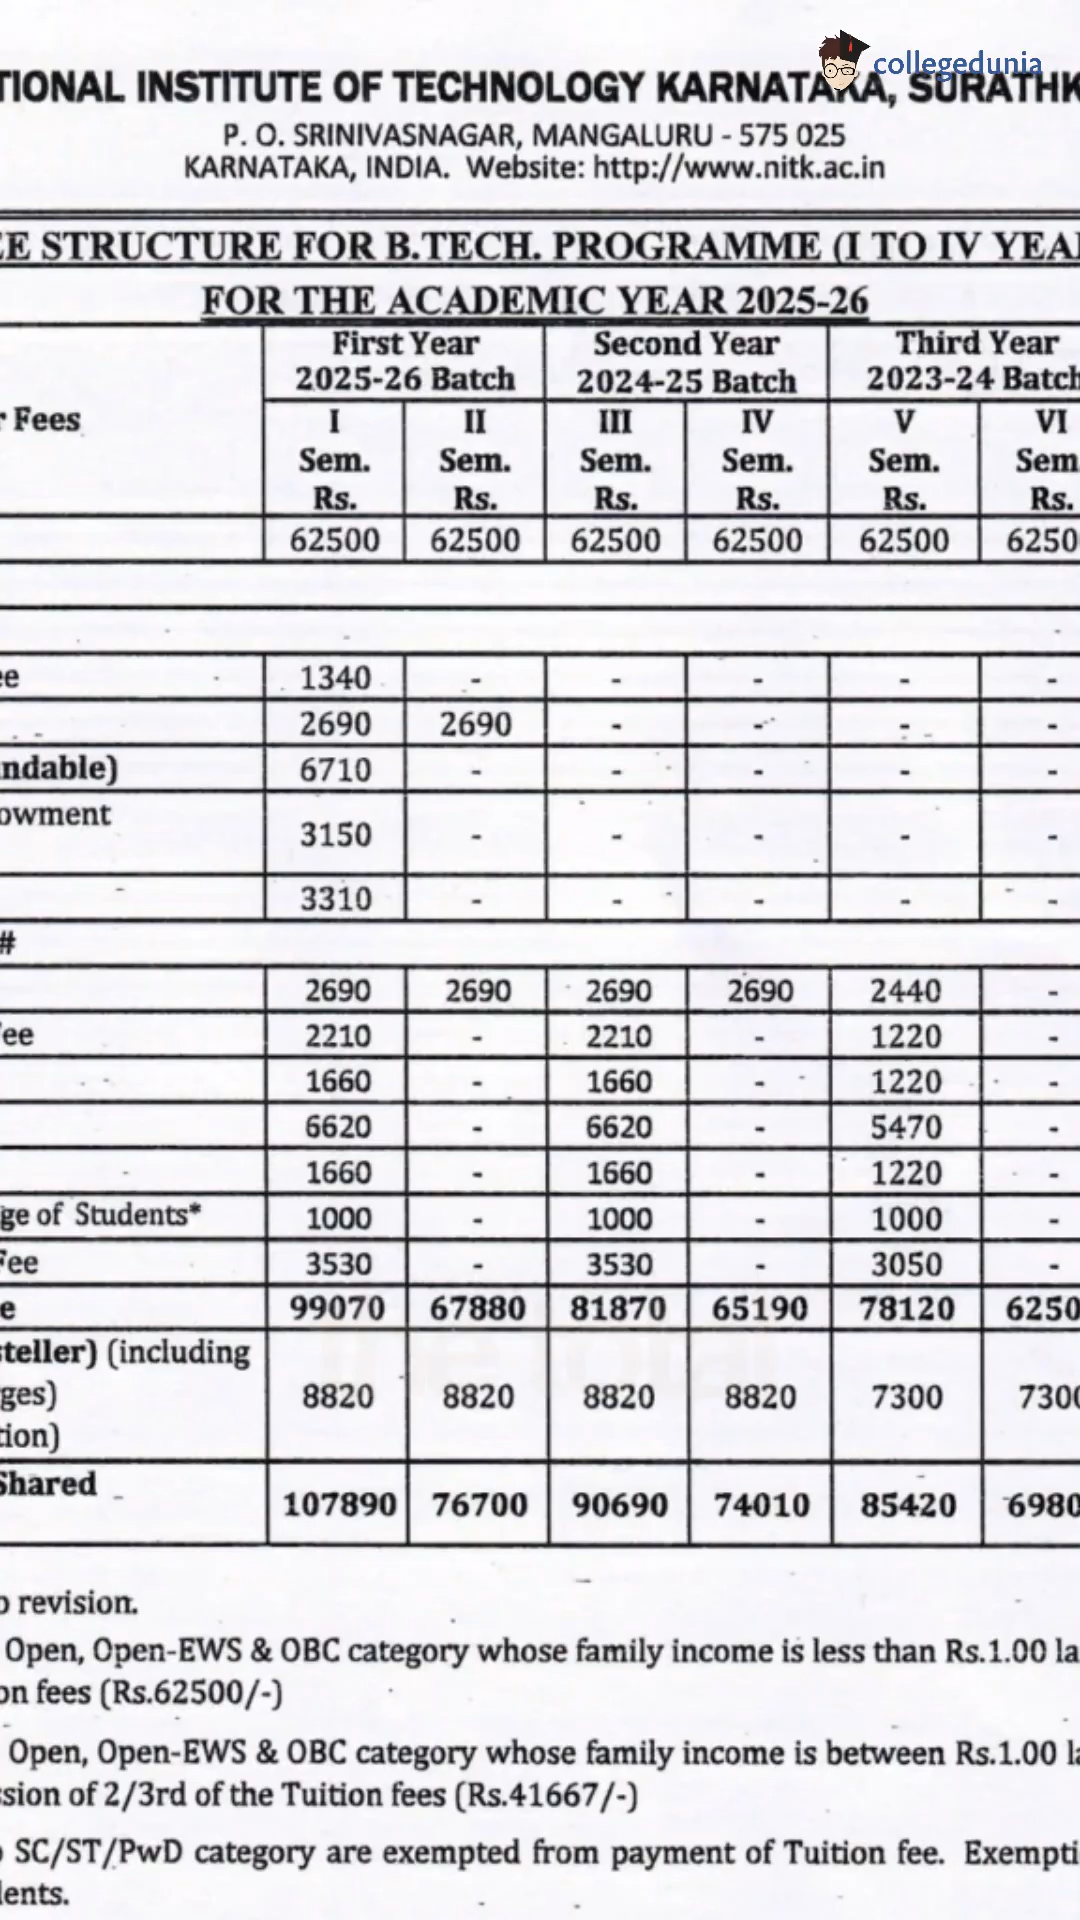 collegedunia
TIONAL INSTITUTE OF TECHNOLOGY KARNATAKA, SURATHK
P. O. SRINIVASNAGAR, MANGALURU - 575 025
KARNATAKA, INDIA. Website: http://www.nitk.ac.in
EE STRUCTURE FOR B.TECH. PROGRAMME (I TO IV YEAR
FOR THE ACADEMIC YEAR 2025-26
First Year Second Year Third Year
2025-26 Batch 2024-25 Batch 2023-24 Batch
r Fees I II III IV V VI
Sem. Sem. Sem. Sem. Sem. Sem
Rs. Rs. Rs. Rs. Rs. Rs.
62500 62500 62500 62500 62500 6250
ee 1340 - - - - -
2690 2690 - - - -
ndable) 6710 - - - - -
owment
3150 - - - - -
3310 - - - - -
#
2690 2690 2690 2690 2440 -
Fee 2210 - 2210 - 1220 -
1660 - 1660 - 1220 -
6620 - 6620 - 5470 -
1660 - 1660 - 1220 -
ge of Students* 1000 - 1000 - 1000 -
Fee 3530 - 3530 - 3050 -
e 99070 67880 81870 65190 78120 6250
steller) (including
ges) 8820 8820 8820 8820 7300 7300
tion)
Shared
107890 76700 90690 74010 85420 6980
o revision.
Open, Open-EWS & OBC category whose family income is less than Rs.1.00 la
on fees (Rs.62500/-)
Open, Open-EWS & OBC category whose family income is between Rs.1.00 la
ssion of 2/3rd of the Tuition fees (Rs.41667/-)
o SC/ST/PwD category are exempted from payment of Tuition fee. Exempti
lents.